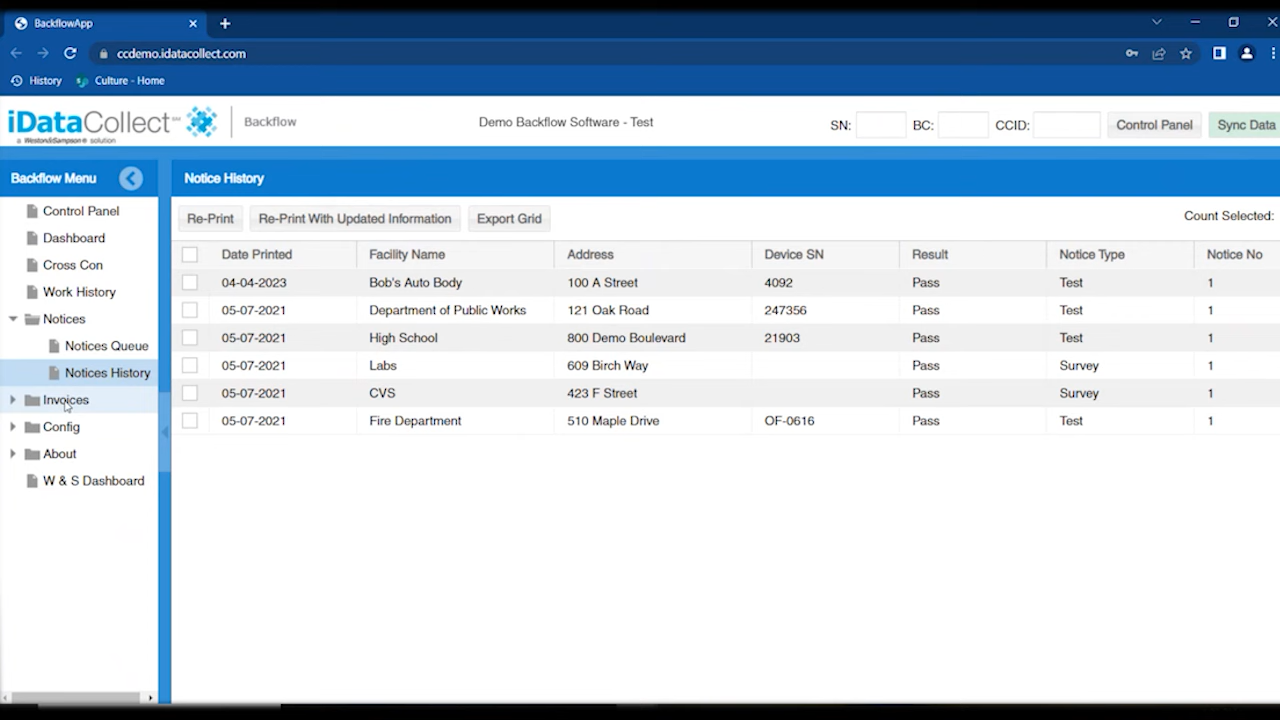 BackflowApp
ccdemo.idatacollect.com
History Culture - Home
iDataCollect℠ Backflow Demo Backflow Software - Test SN: BC: CCID: Control Panel Sync Data
a Weston&Sampson® solution
Backflow Menu
Control Panel
Dashboard
Cross Con
Work History
Notices
Notices Queue
Notices History
Invoices
Config
About
W & S Dashboard
Notice History
Re-Print Re-Print With Updated Information Export Grid Count Selected:
Date Printed Facility Name Address Device SN Result Notice Type Notice No
04-04-2023 Bob's Auto Body 100 A Street 4092 Pass Test 1
05-07-2021 Department of Public Works 121 Oak Road 247356 Pass Test 1
05-07-2021 High School 800 Demo Boulevard 21903 Pass Test 1
05-07-2021 Labs 609 Birch Way Pass Survey 1
05-07-2021 CVS 423 F Street Pass Survey 1
05-07-2021 Fire Department 510 Maple Drive OF-0616 Pass Test 1